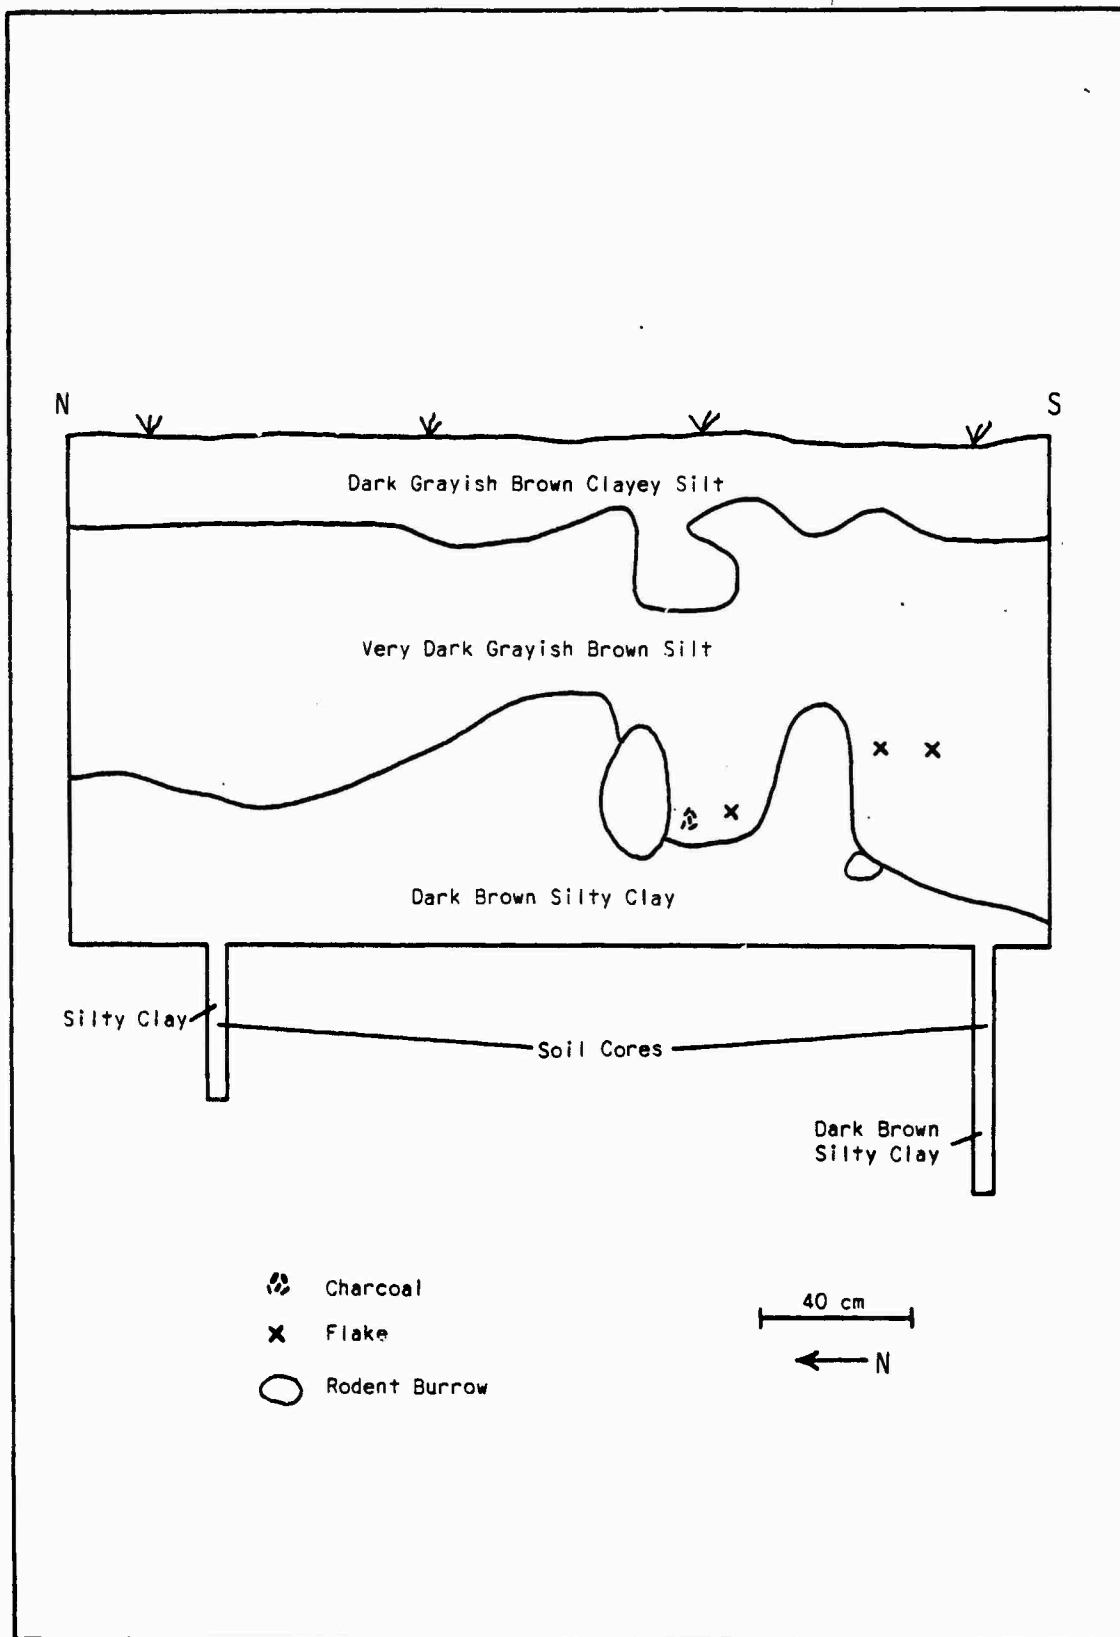 N
S
Dark Grayish Brown Clayey Silt
Very Dark Grayish Brown Silt
Dark Brown Silty Clay
Silty Clay
Soil Cores
Dark Brown
Silty Clay
Charcoal
Flake
Rodent Burrow
40 cm
N